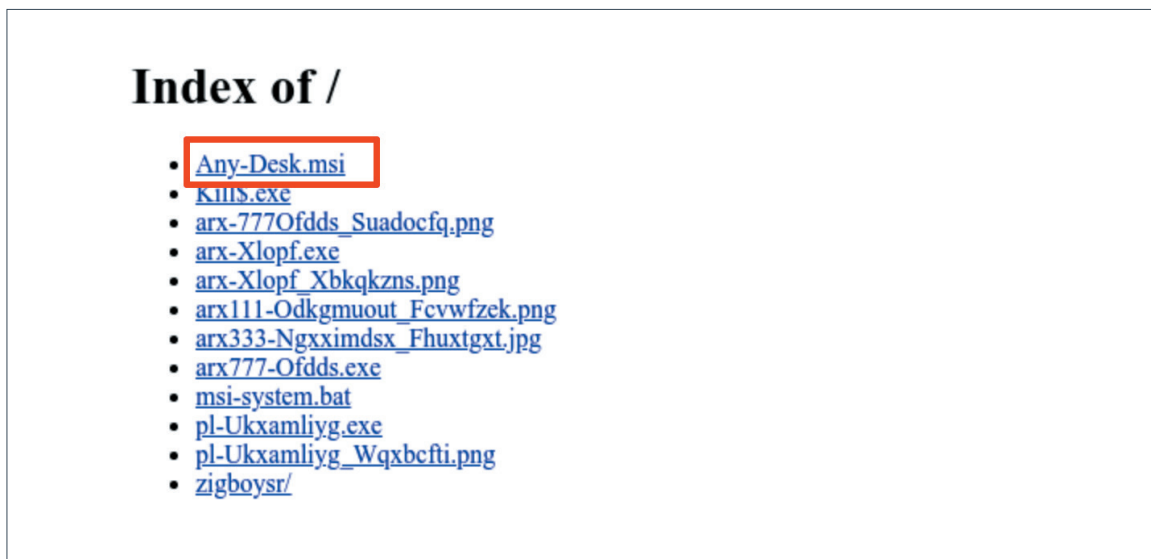 Index of /
Any-Desk.msi
Kill$.exe
arx-777Ofdds_Suadocfq.png
arx-Xlopf.exe
arx-Xlopf_Xbkqkzns.png
arx111-Odkgmuout_Fcvwfzek.png
arx333-Ngxximdsx_Fhuxtgxt.jpg
arx777-Ofdds.exe
msi-system.bat
pl-Ukxamliyg.exe
pl-Ukxamliyg_Wqxbcfti.png
zigboysr/